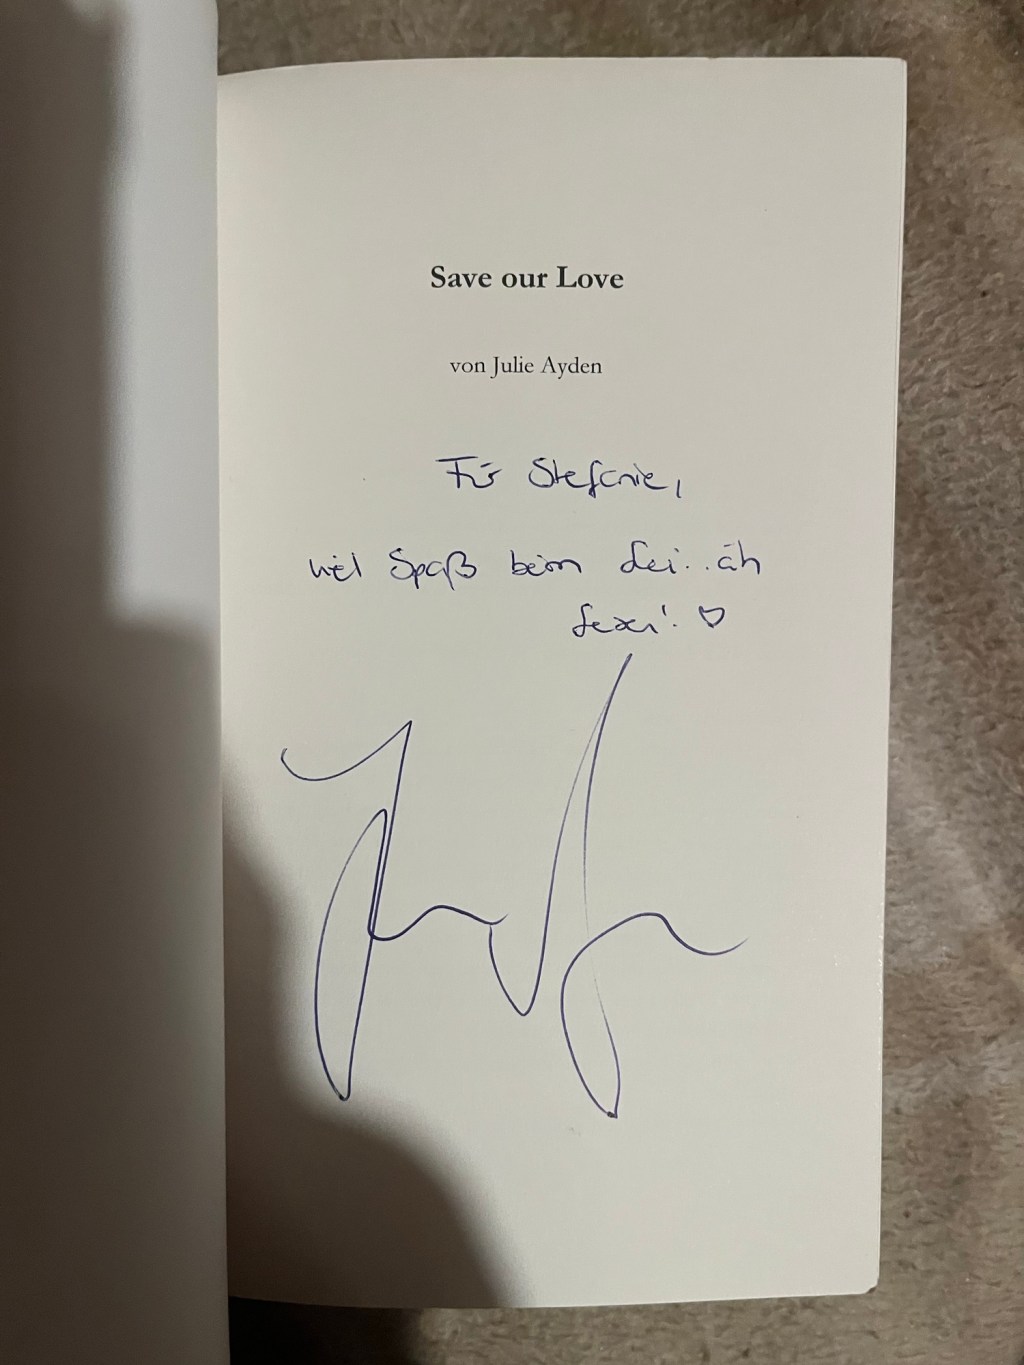 Save our Love
von Julie Ayden
Für Stefanie,
viel Spaß beim Lei.. äh
Lesen! ♡